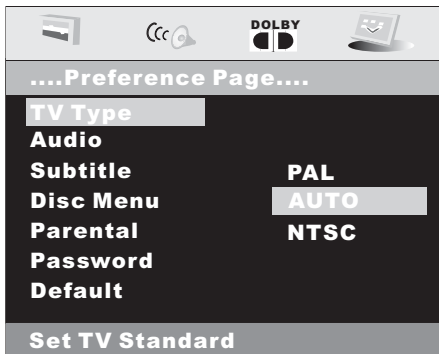 DOLBY
....Preference Page....
TV Type
Audio
Subtitle PAL
Disc Menu AUTO
Parental NTSC
Password
Default
Set TV Standard